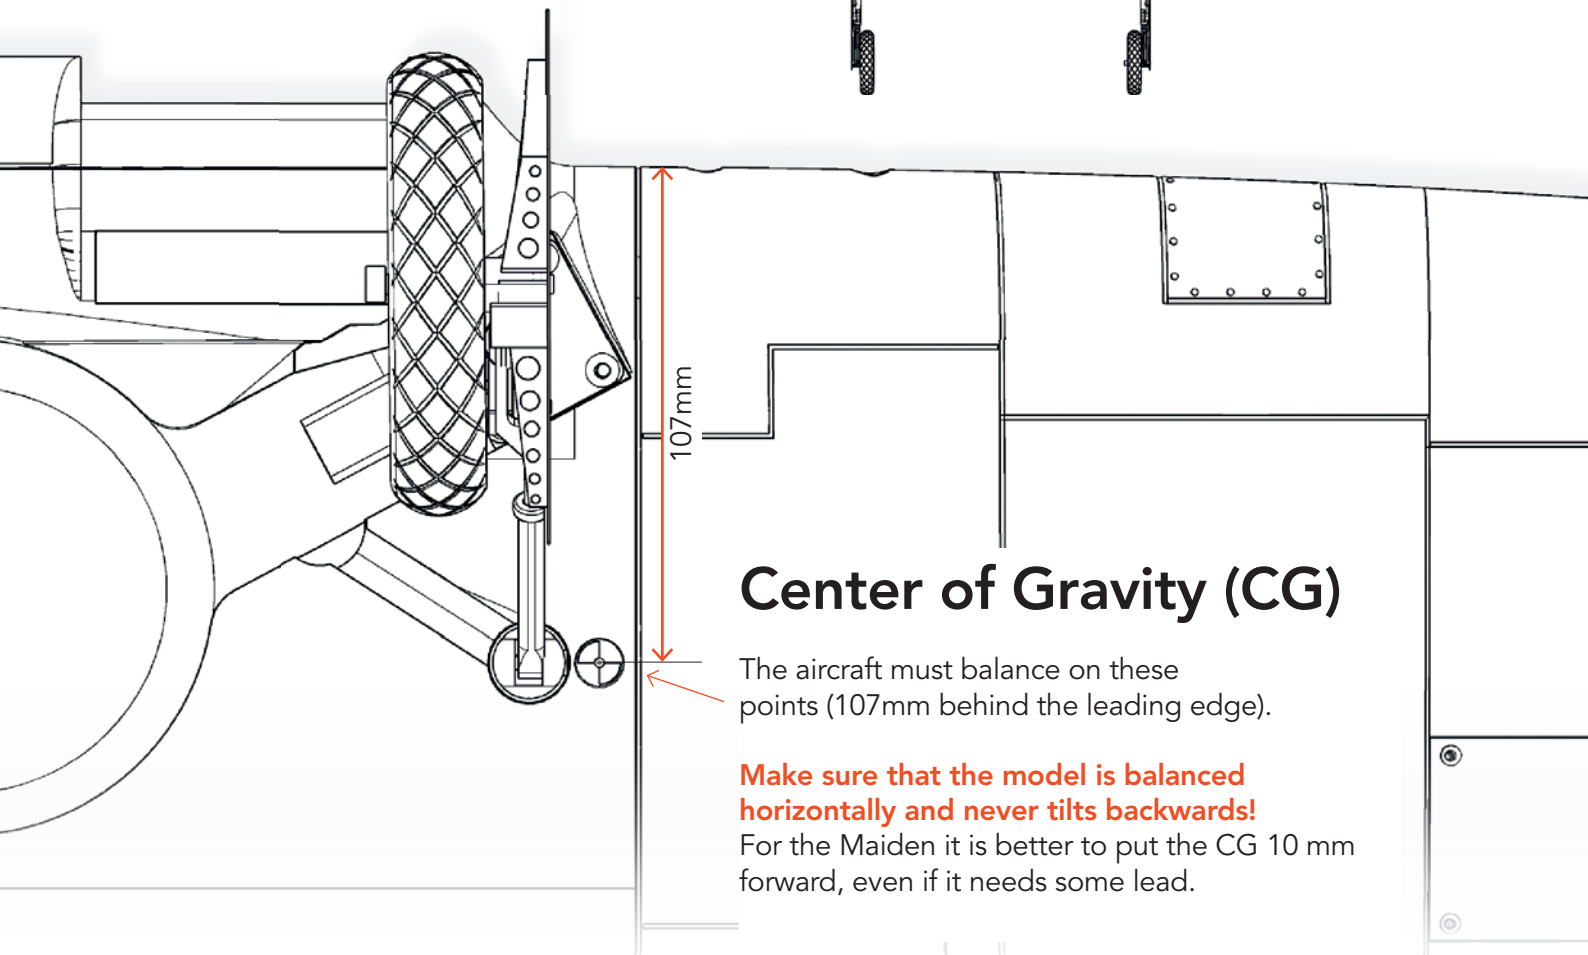 107mm
Center of Gravity (CG)
The aircraft must balance on these
points (107mm behind the leading edge).
Make sure that the model is balanced
horizontally and never tilts backwards!
For the Maiden it is better to put the CG 10 mm
forward, even if it needs some lead.